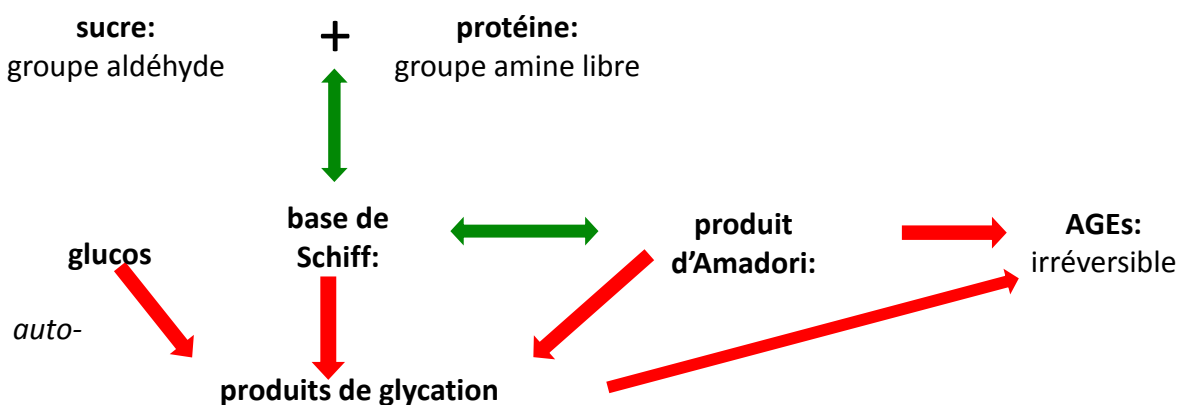 sucre:
groupe aldéhyde
+
protéine:
groupe amine libre
base de
Schiff:
produit
d'Amadori:
AGEs:
irréversible
glucos
auto-
produits de glycation